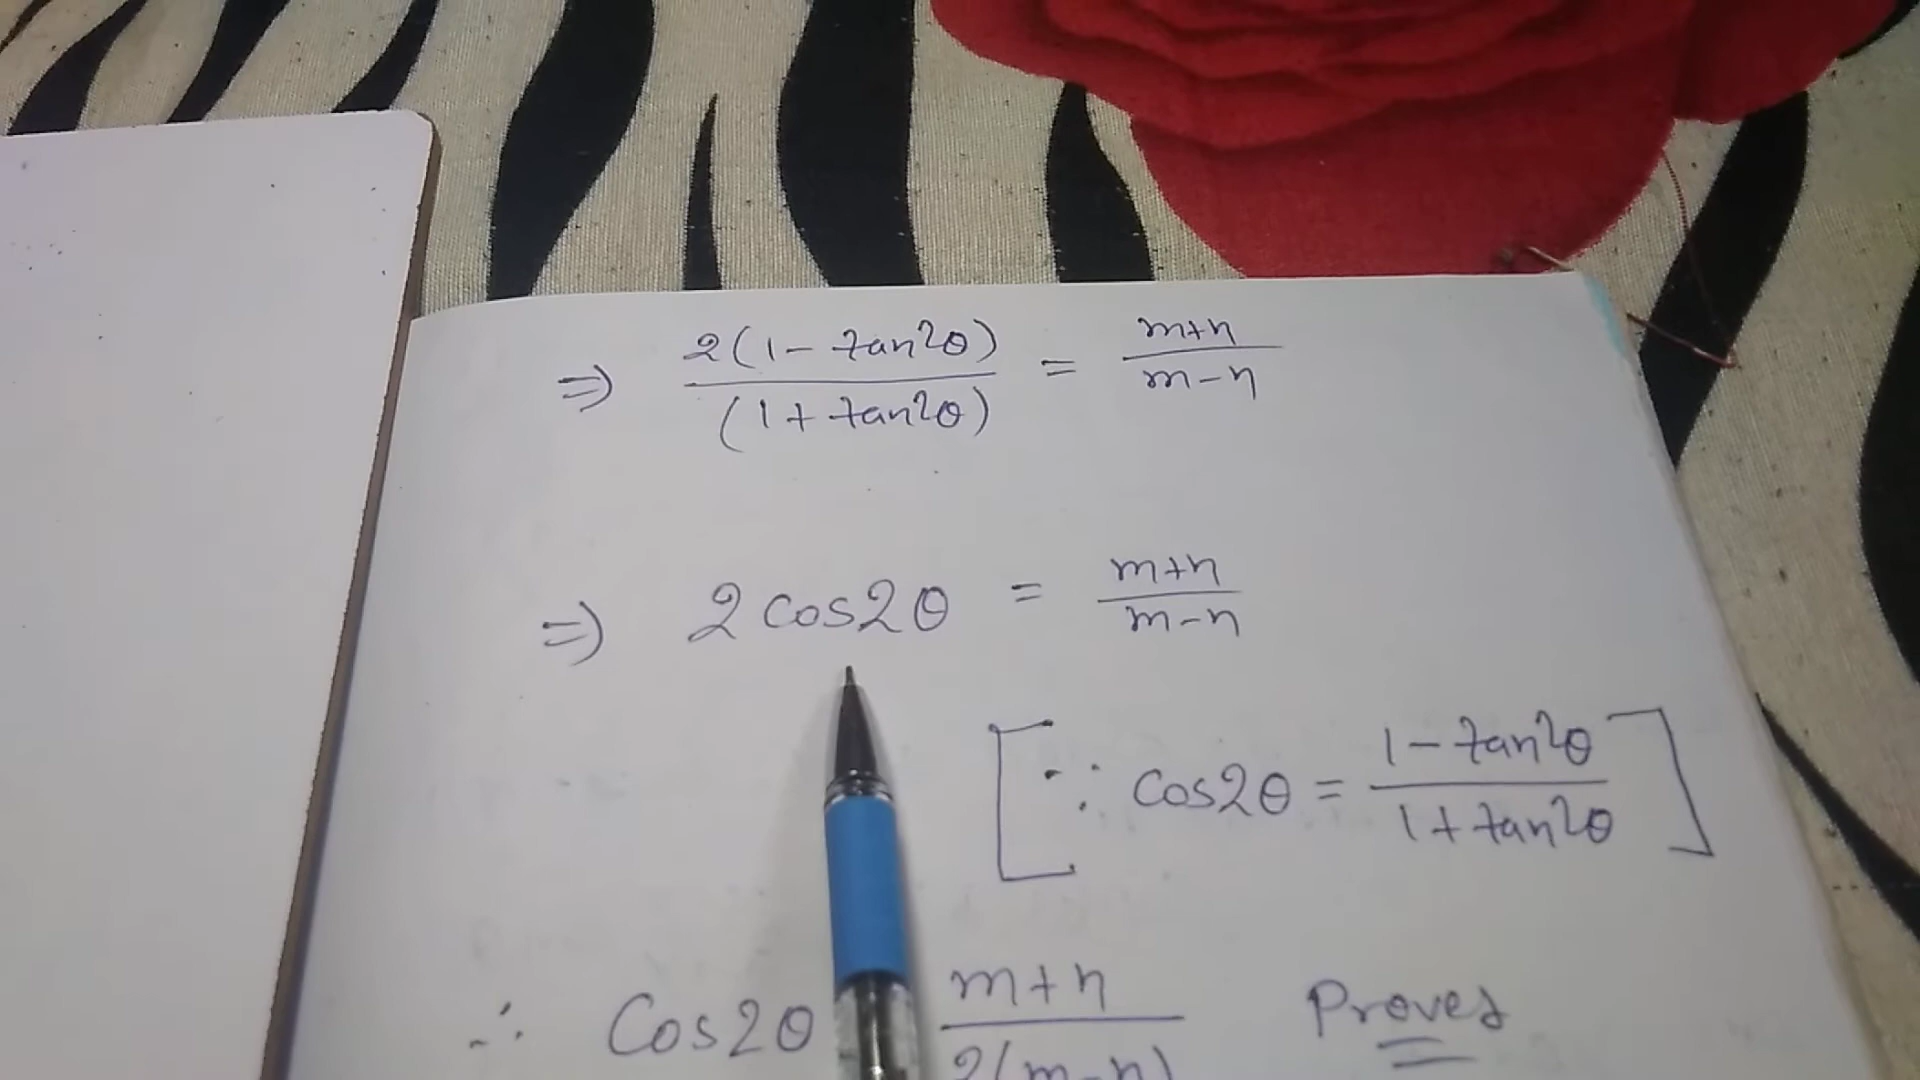 ⇒ 2(1 - tan²θ) / (1 + tan²θ) = m+n / m-n
⇒ 2 cos2θ = m+n / m-n
[∵ cos2θ = 1 - tan²θ / 1 + tan²θ]
∴ Cos2θ m+n / 2(m-n) Proved